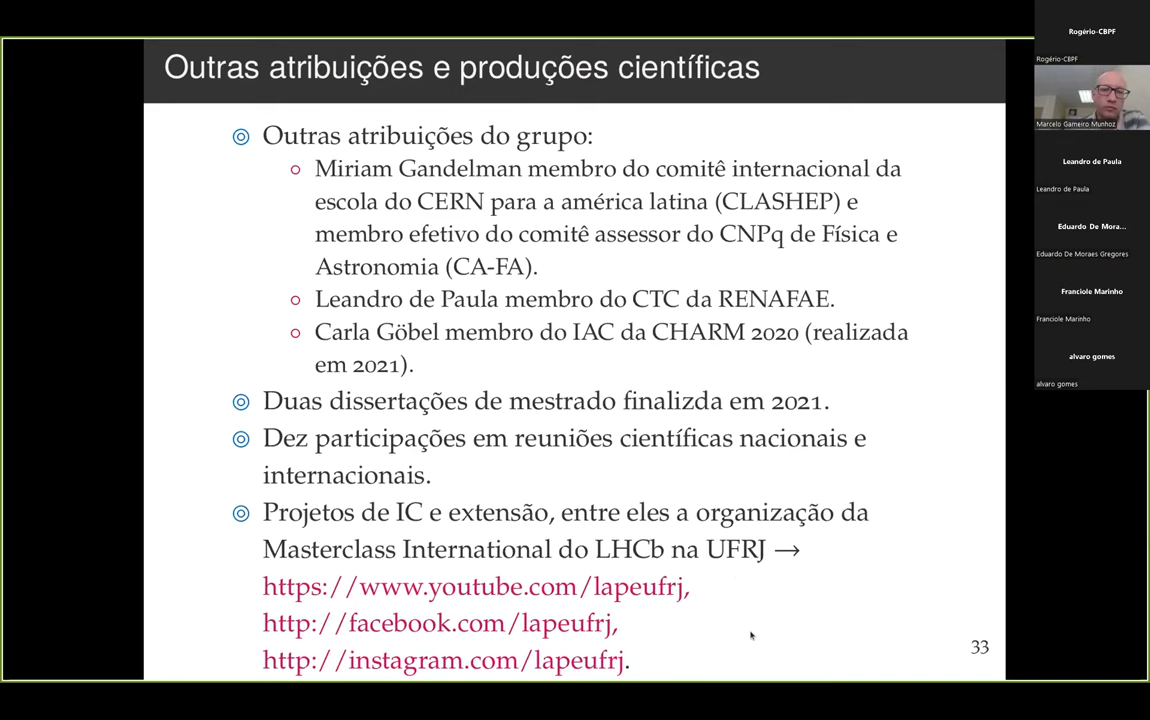 Outras atribuições e produções científicas
Outras atribuições do grupo:
Miriam Gandelman membro do comitê internacional da
escola do CERN para a américa latina (CLASHEP) e
membro efetivo do comitê assessor do CNPq de Física e
Astronomia (CA-FA).
Leandro de Paula membro do CTC da RENAFAE.
Carla Göbel membro do IAC da CHARM 2020 (realizada
em 2021).
Duas dissertações de mestrado finalizda em 2021.
Dez participações em reuniões científicas nacionais e
internacionais.
Projetos de IC e extensão, entre eles a organização da
Masterclass International do LHCb na UFRJ →
https://www.youtube.com/lapeufrj,
http://facebook.com/lapeufrj,
http://instagram.com/lapeufrj.
33
Rogério-CBPF
Rogério-CBPF
Marcelo Gameiro Munhoz
Leandro de Paula
Leandro de Paula
Eduardo De Mora...
Eduardo De Moraes Gregores
Franciole Marinho
Franciole Marinho
alvaro gomes
alvaro gomes